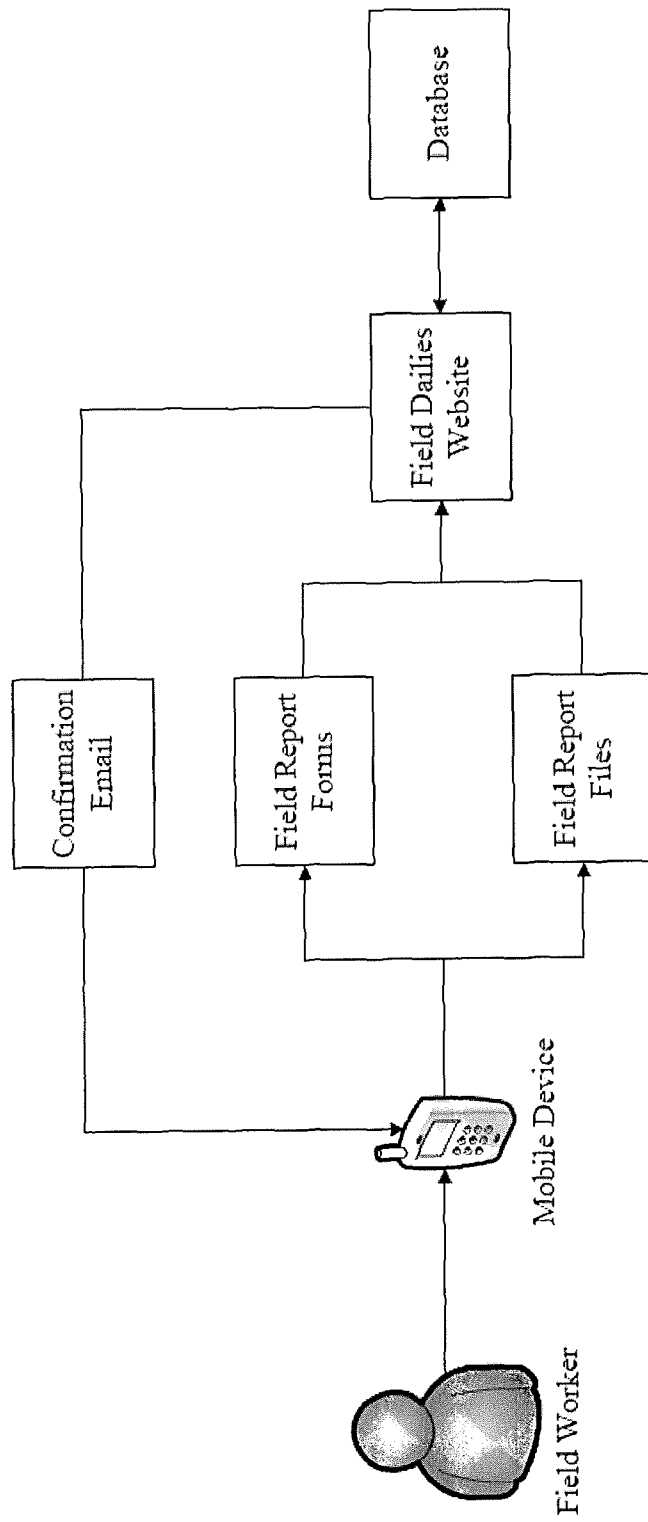 Field Worker
Mobile Device
Confirmation
Email
Field Report
Forms
Field Report
Files
Field Dailies
Website
Database